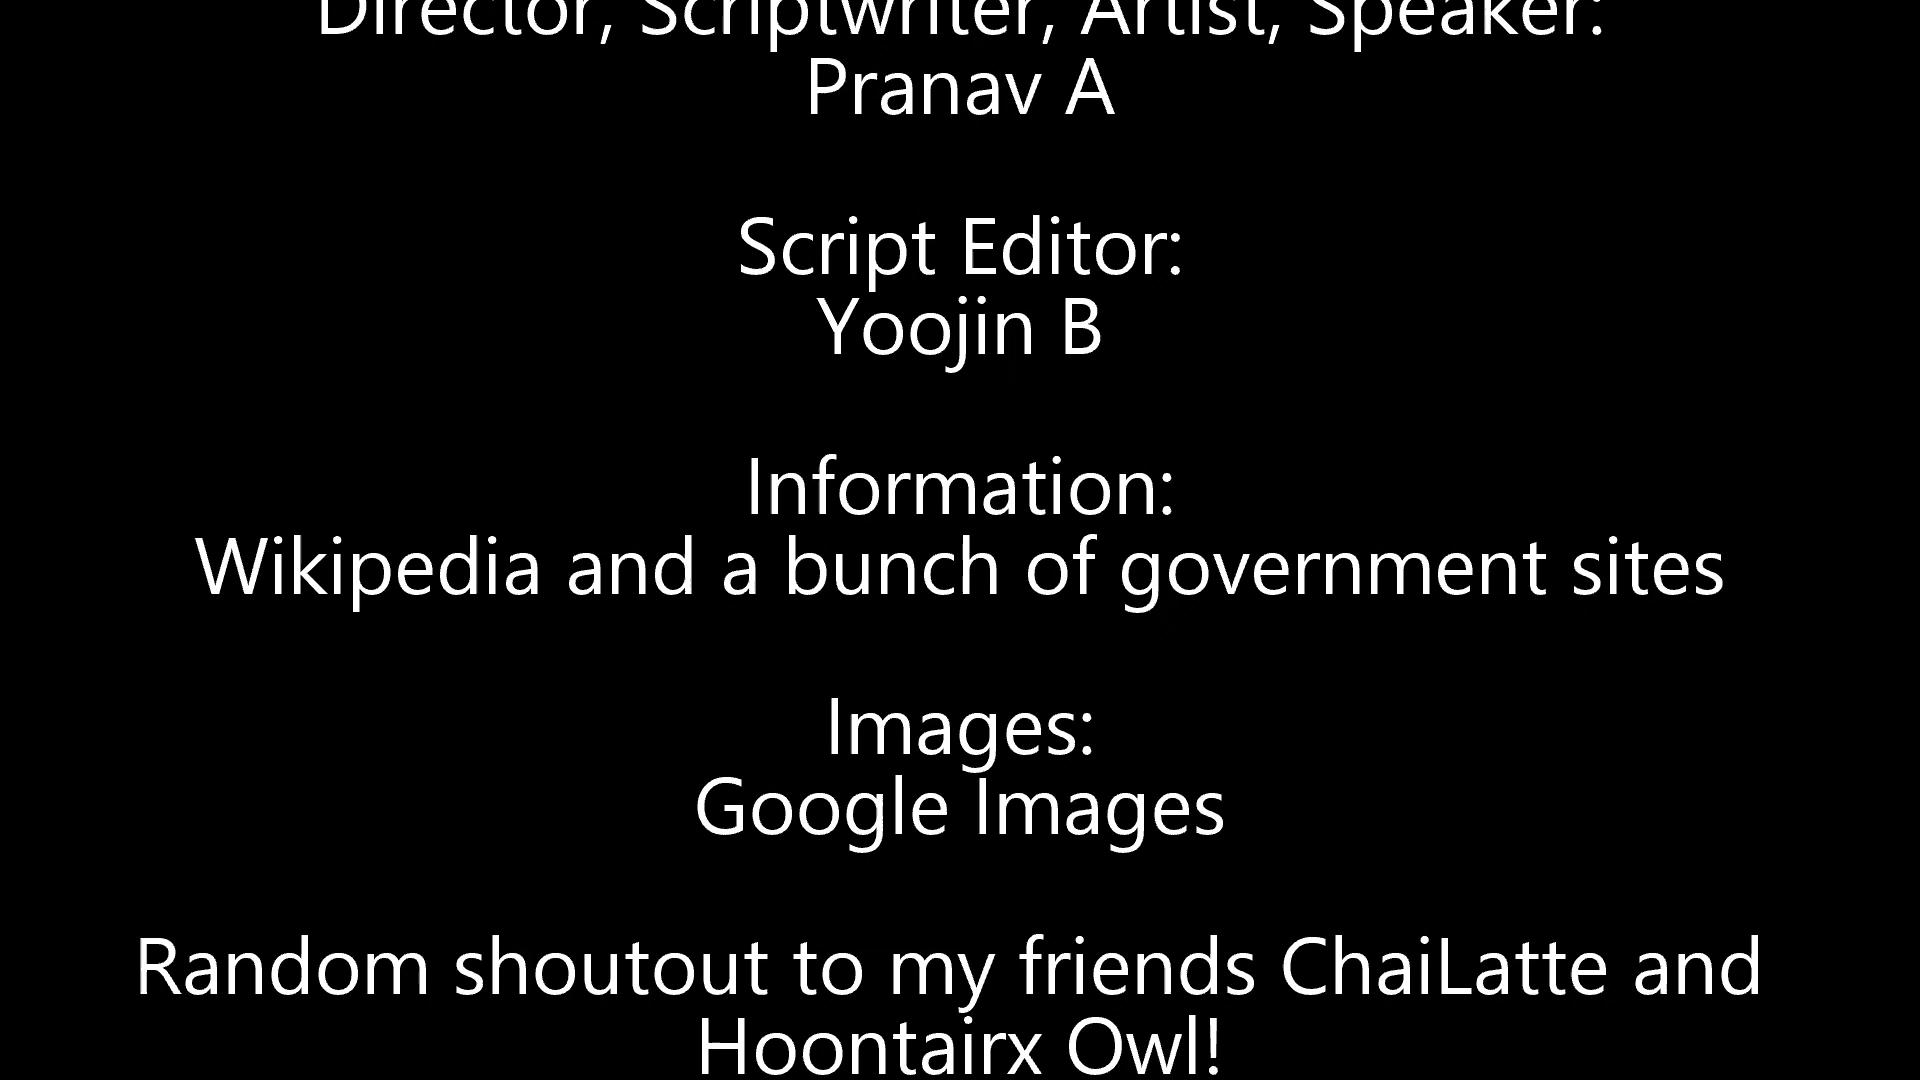 Director, Scriptwriter, Artist, Speaker:
Pranav A
Script Editor:
Yoojin B
Information:
Wikipedia and a bunch of government sites
Images:
Google Images
Random shoutout to my friends ChaiLatte and
Hoontairx Owl!